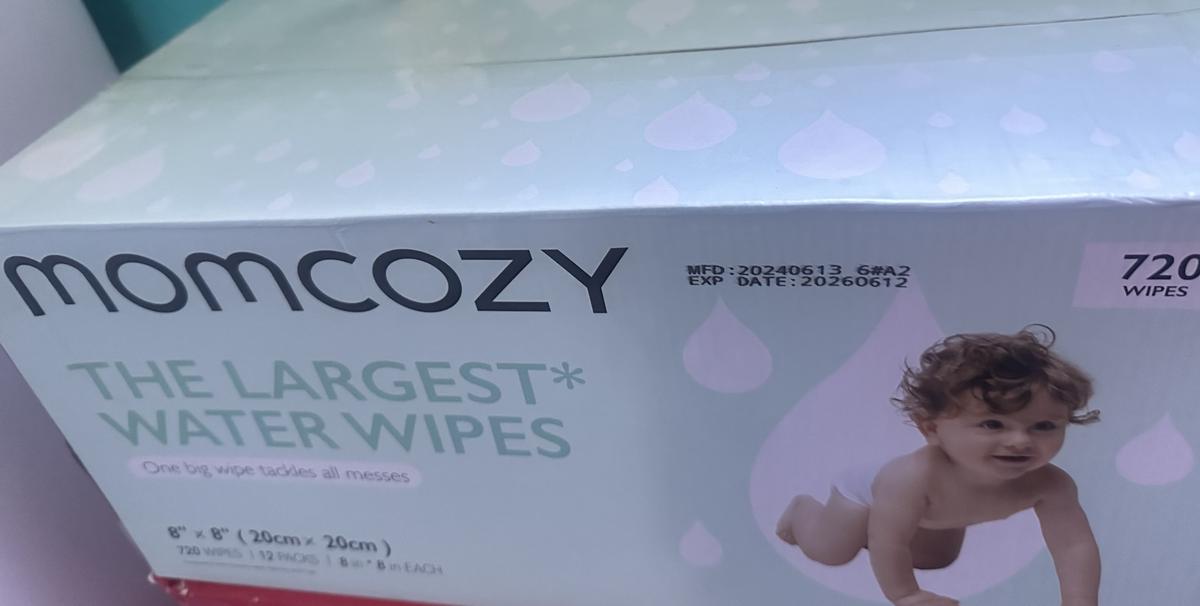 MOMCOZY
MFD:20240613 6#A2
EXP DATE:20260612
720
WIPES
THE LARGEST*
WATER WIPES
One big wipe tackles all messes
8" × 8" ( 20cm × 20cm )
720 WIPES | 12 PACKS | 8 in * 8 in EACH